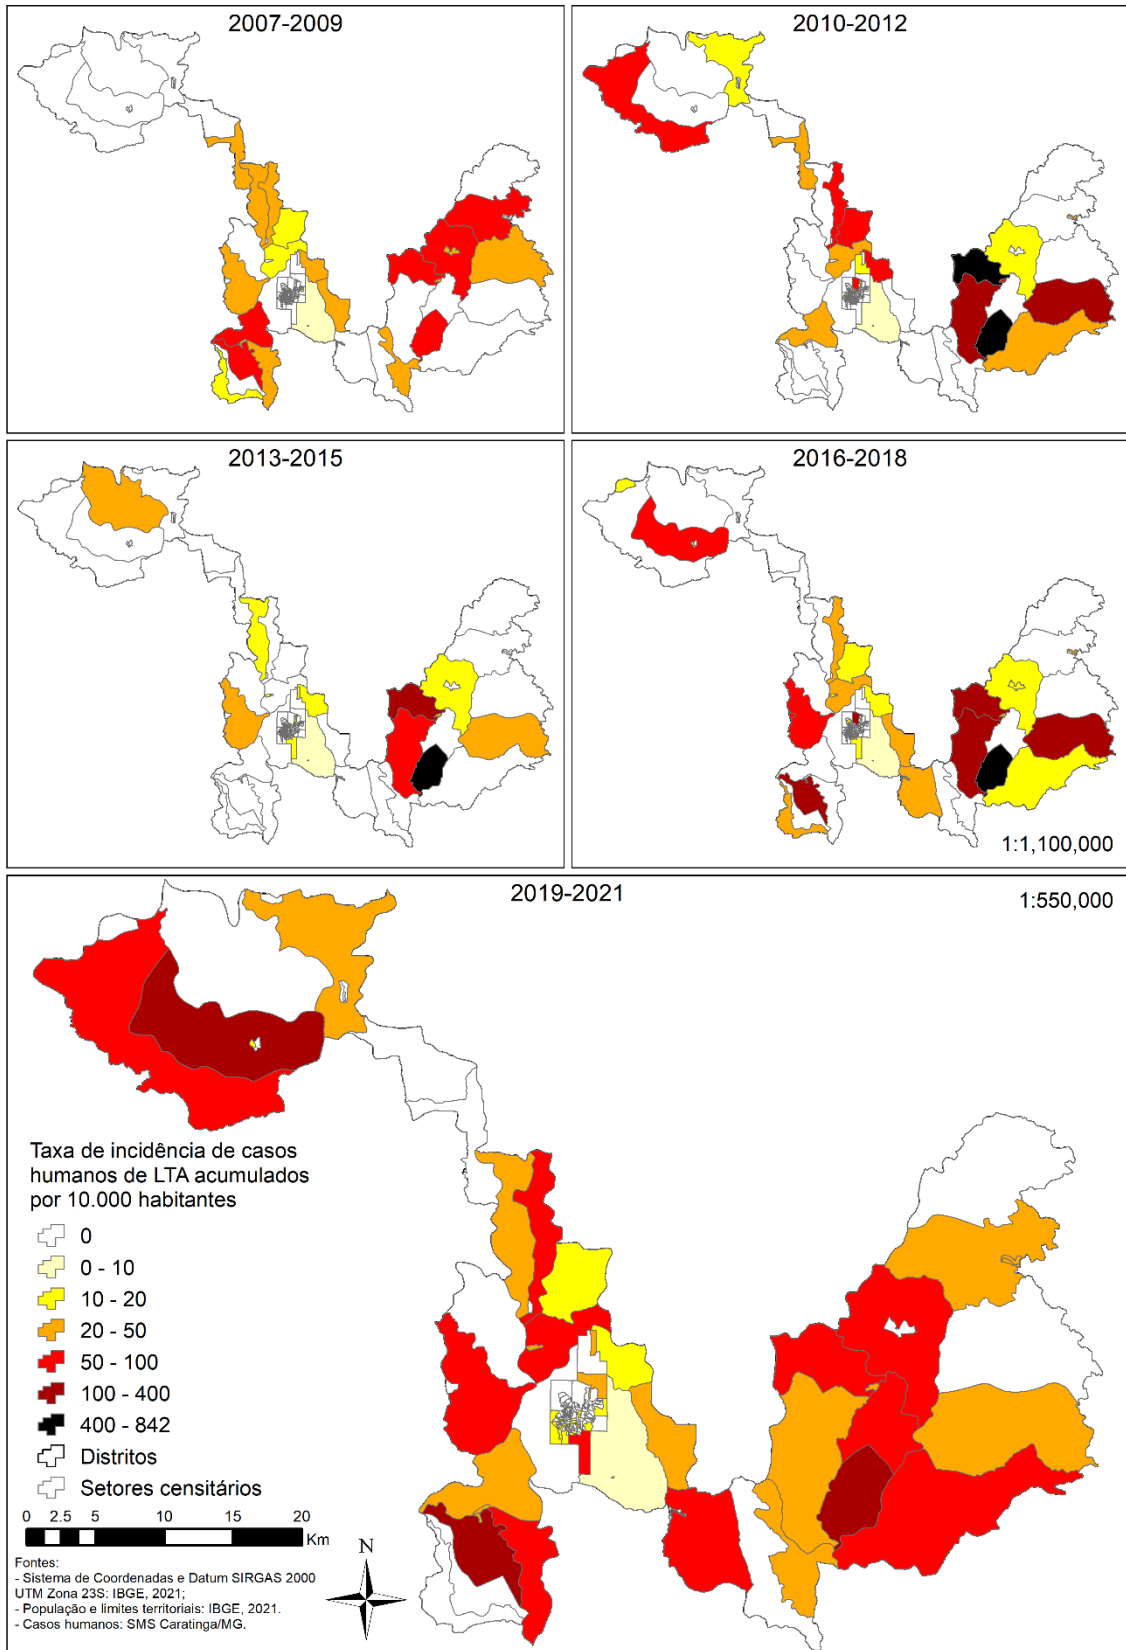 2007-2009
2010-2012
2013-2015
2016-2018
1:1,100,000
2019-2021
1:550,000
Taxa de incidência de casos
humanos de LTA acumulados
por 10.000 habitantes
0
0 - 10
10 - 20
20 - 50
50 - 100
100 - 400
400 - 842
Distritos
Setores censitários
0 2.5 5 10 15 20
Km
N
Fontes:
- Sistema de Coordenadas e Datum SIRGAS 2000
UTM Zona 23S: IBGE, 2021;
- População e limites territoriais: IBGE, 2021.
- Casos humanos: SMS Caratinga/MG.